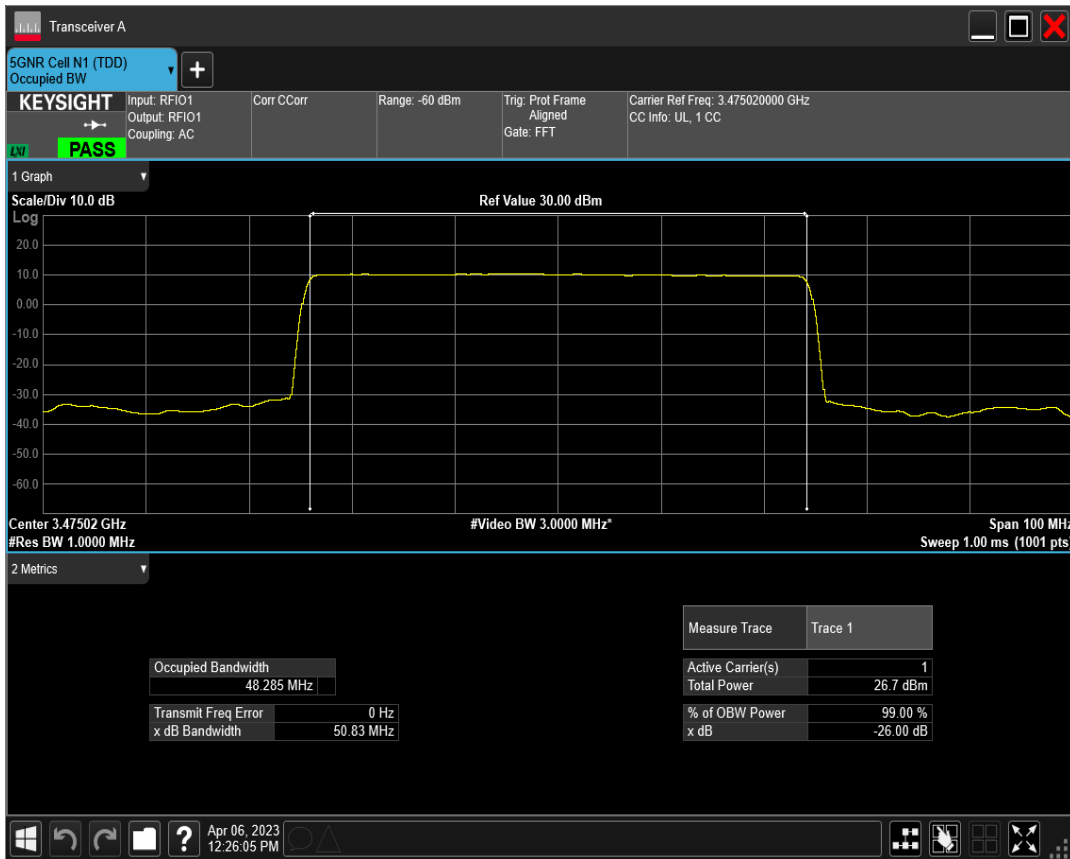 Transceiver A
5GNR Cell N1 (TDD)
Occupied BW
+
KEYSIGHT
LXI
PASS
Input: RFIO1
Output: RFIO1
Coupling: AC
Corr CCorr
Range: -60 dBm
Trig: Prot Frame
Aligned
Gate: FFT
Carrier Ref Freq: 3.475020000 GHz
CC Info: UL, 1 CC
1 Graph
Scale/Div 10.0 dB
Ref Value 30.00 dBm
Log
20.0
10.0
0.00
-10.0
-20.0
-30.0
-40.0
-50.0
-60.0
Center 3.47502 GHz
#Video BW 3.0000 MHz*
Span 100 MHz
#Res BW 1.0000 MHz
Sweep 1.00 ms (1001 pts)
2 Metrics
Measure Trace Trace 1
Occupied Bandwidth
48.285 MHz
Active Carrier(s) 1
Total Power 26.7 dBm
Transmit Freq Error 0 Hz
x dB Bandwidth 50.83 MHz
% of OBW Power 99.00 %
x dB -26.00 dB
?
Apr 06, 2023
12:26:05 PM